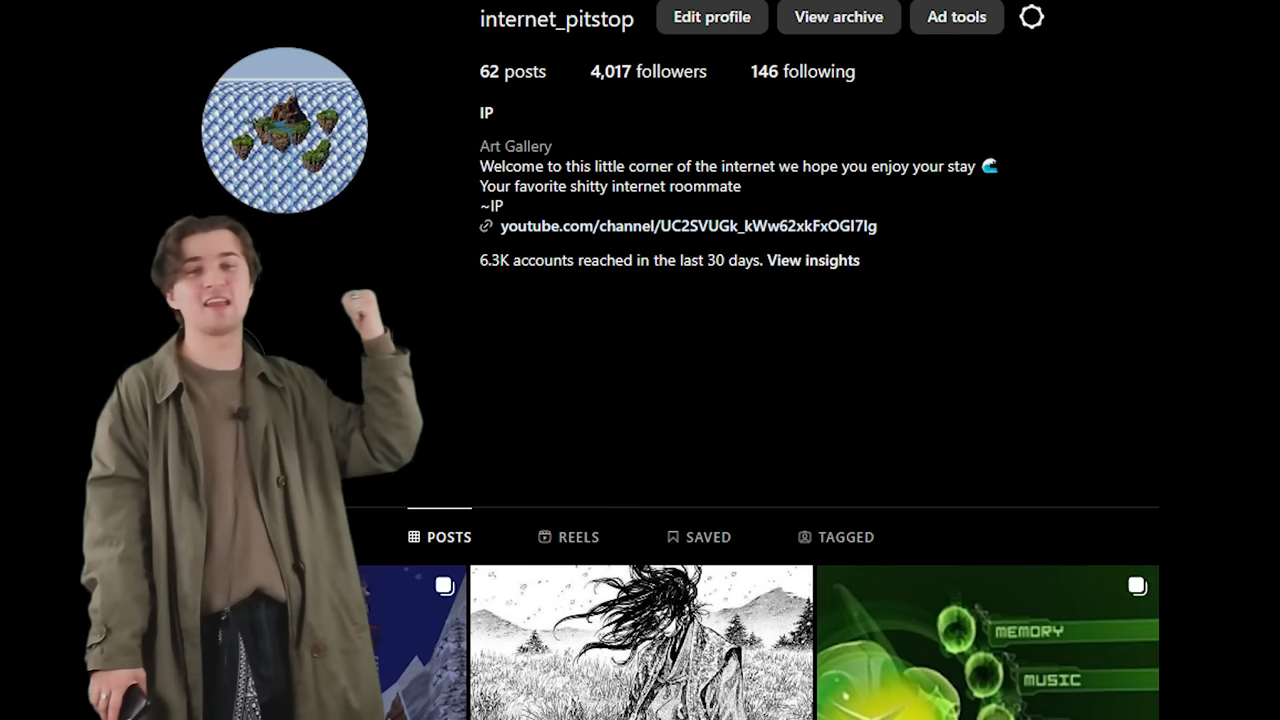 internet_pitstop Edit profile View archive Ad tools
62 posts 4,017 followers 146 following
IP
Art Gallery
Welcome to this little corner of the internet we hope you enjoy your stay 🌊
Your favorite shitty internet roommate
~IP
youtube.com/channel/UC2SVUGk_kWw62xkFxOGI7Ig
6.3K accounts reached in the last 30 days. View insights
POSTS REELS SAVED TAGGED
MEMORY
MUSIC